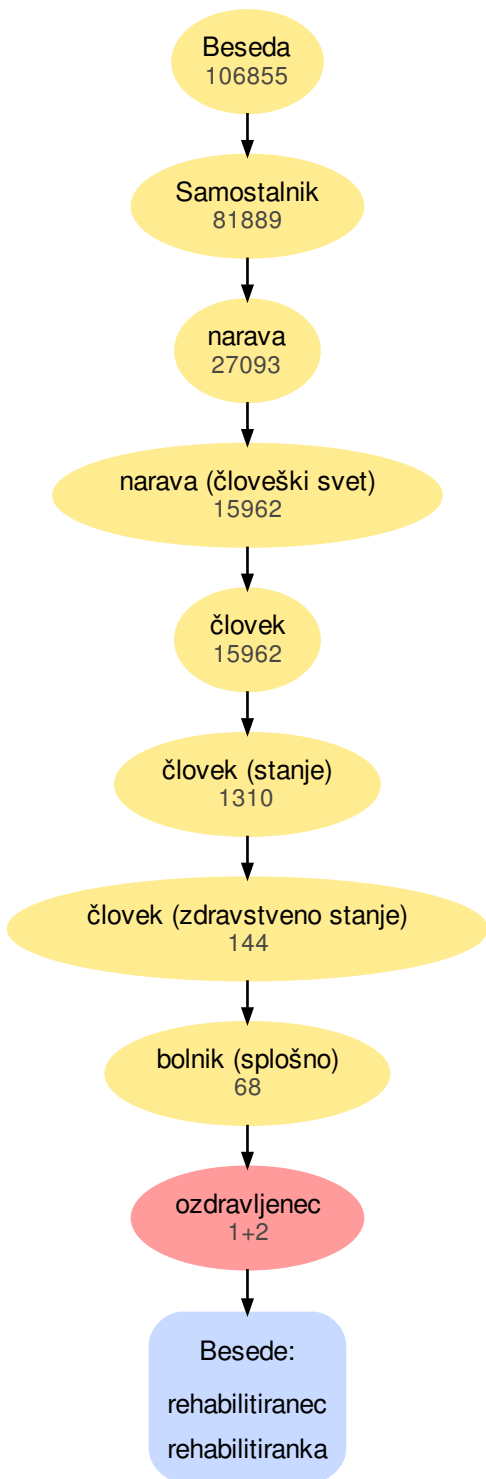 Beseda
106855
Samostalnik
81889
narava
27093
narava (človeški svet)
15962
človek
15962
človek (stanje)
1310
človek (zdravstveno stanje)
144
bolnik (splošno)
68
ozdravljenec
1+2
Besede:
rehabilitiranec
rehabilitiranka